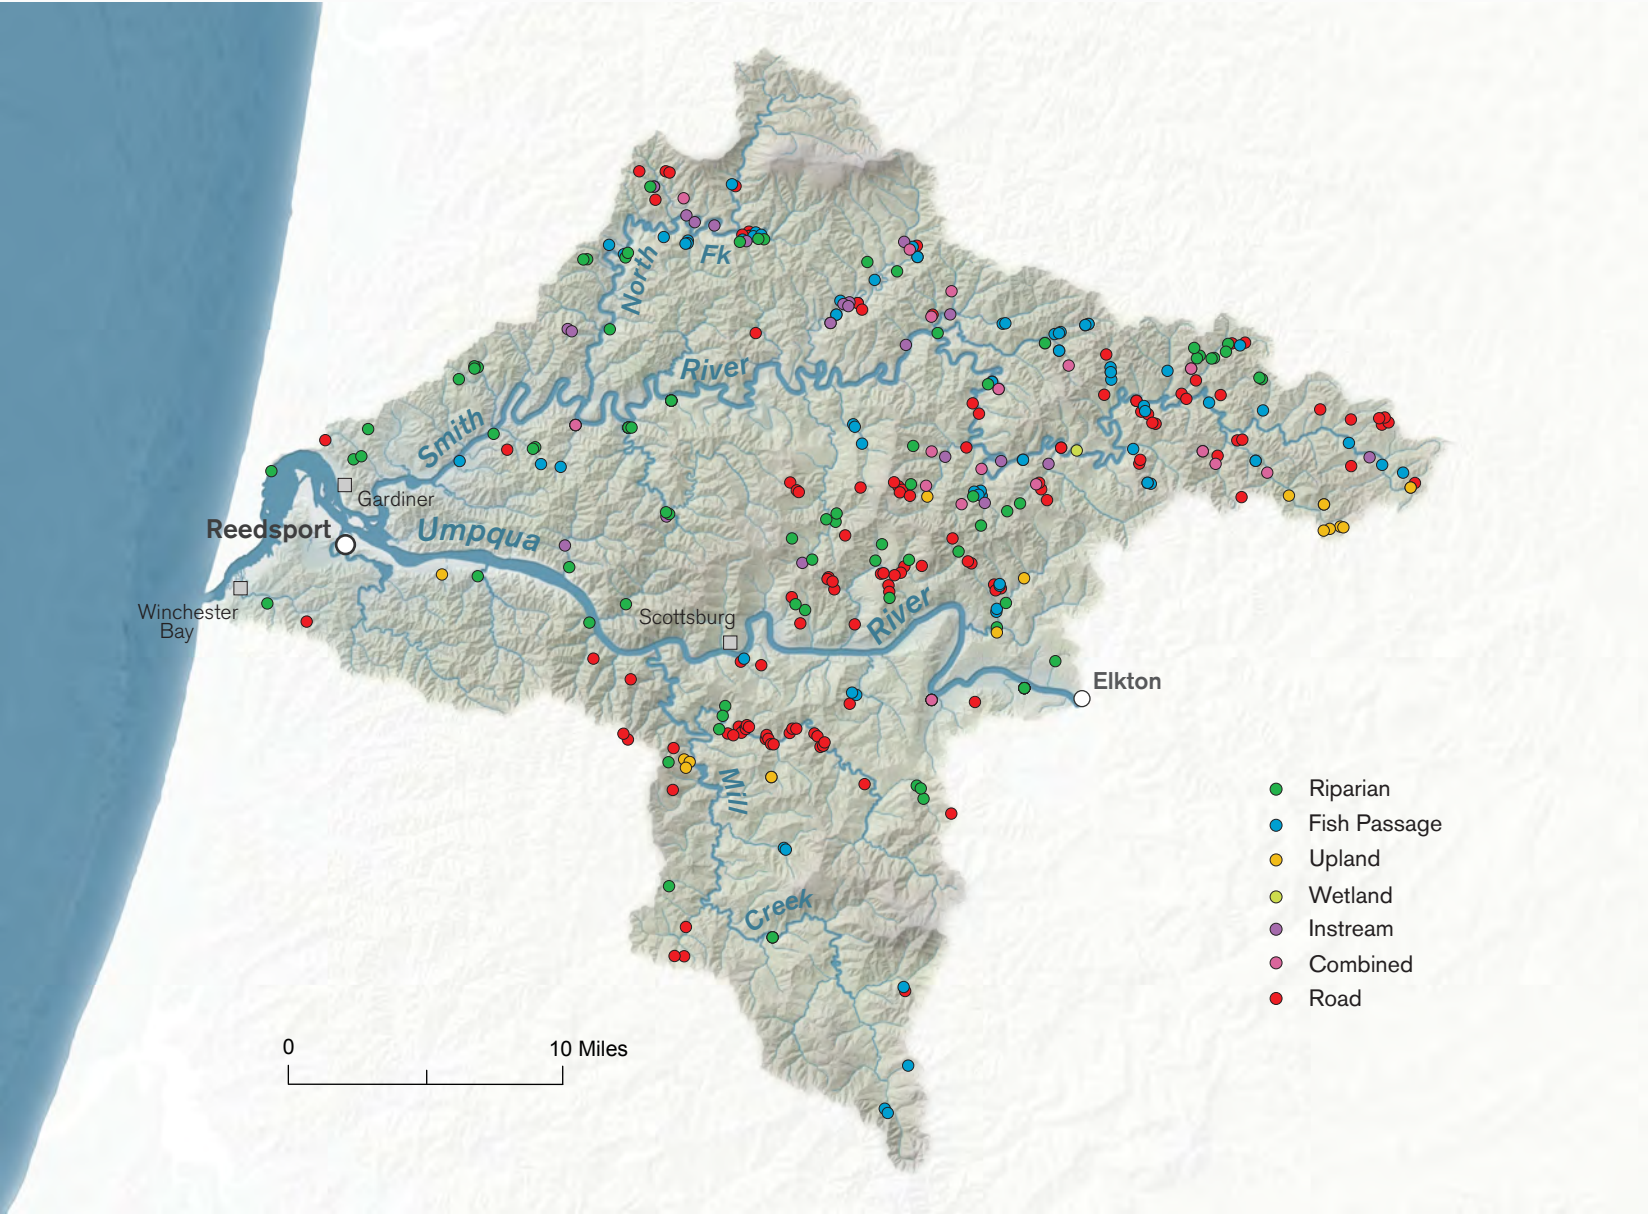 North
Fk
River
Smith
Gardiner
Reedsport
Umpqua
Winchester
Bay
Scottsburg
River
Elkton
Mill
Creek
Riparian
Fish Passage
Upland
Wetland
Instream
Combined
Road
0
10 Miles